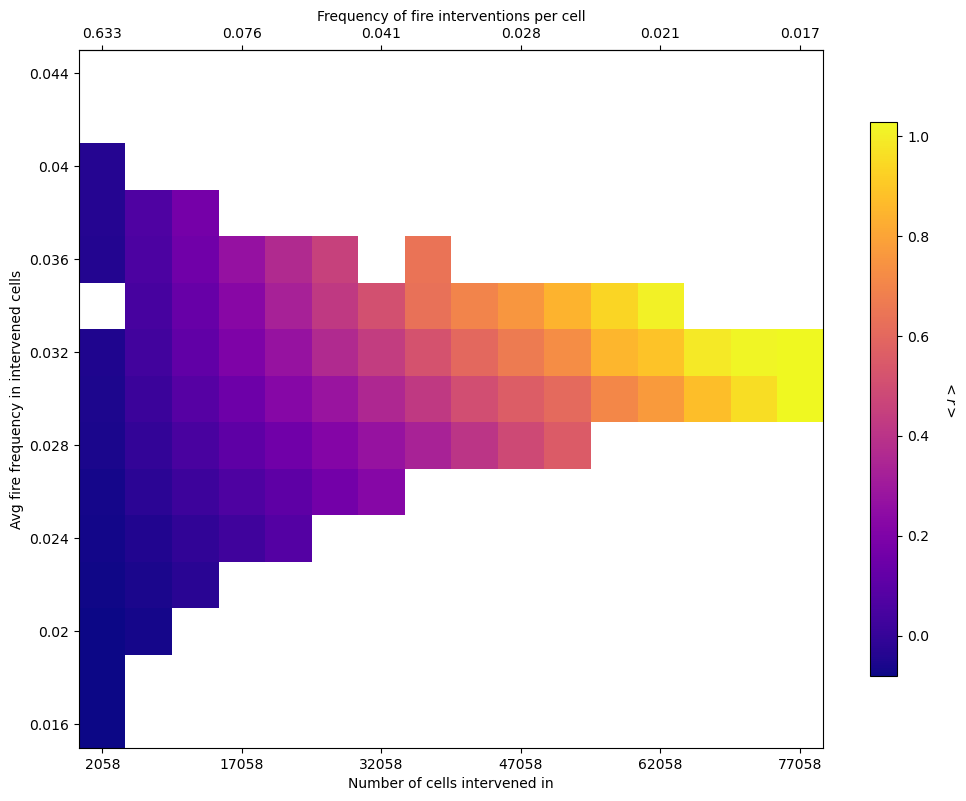 Frequency of fire interventions per cell
0.633 0.076 0.041 0.028 0.021 0.017
Avg fire frequency in intervened cells
0.044
0.04
0.036
0.032
0.028
0.024
0.02
0.016
2058 17058 32058 47058 62058 77058
Number of cells intervened in
1.0
0.8
0.6
0.4
0.2
0.0
< r >